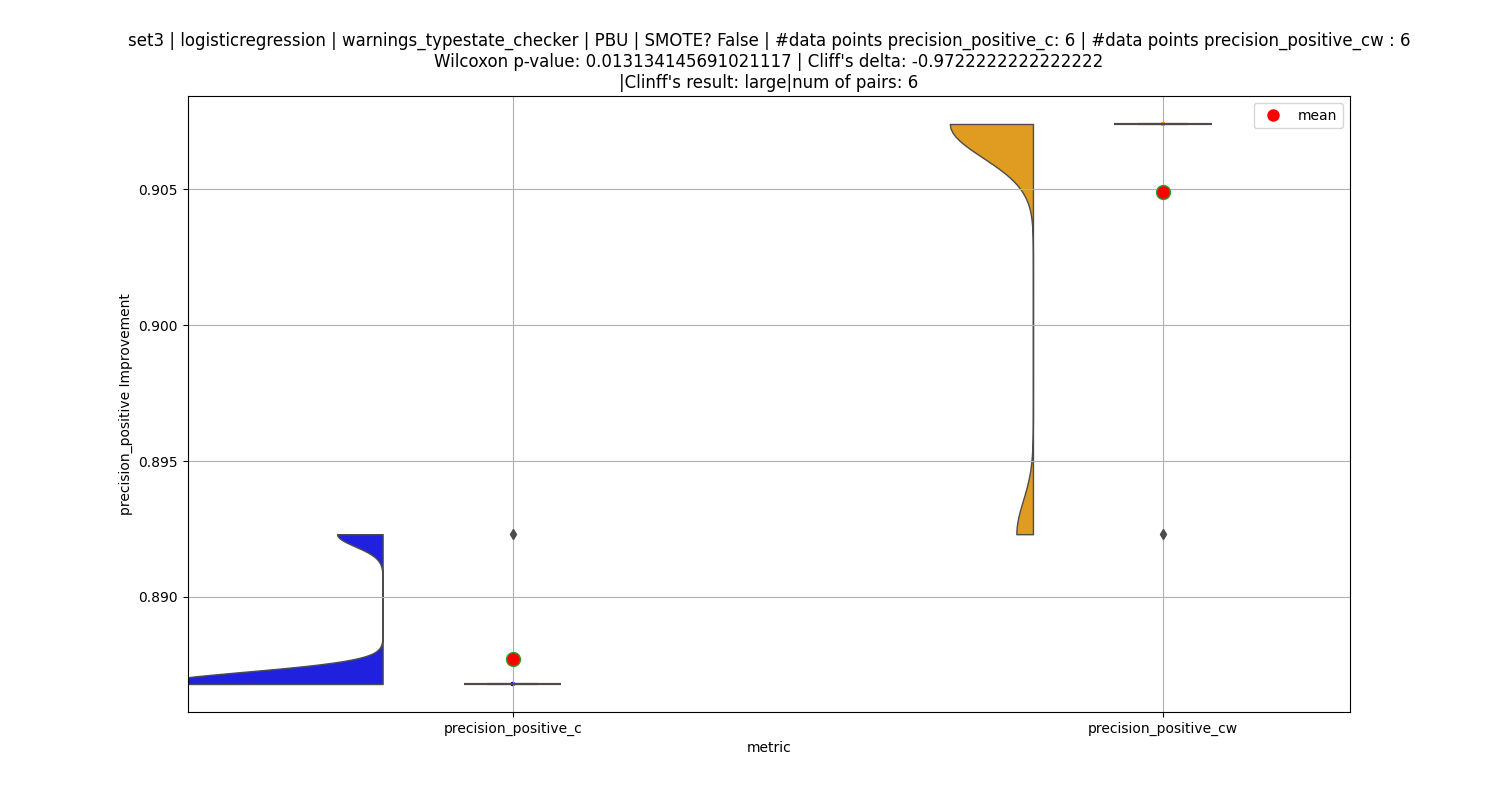 set3 | logisticregression | warnings_typestate_checker | PBU | SMOTE? False | #data points precision_positive_c: 6 | #data points precision_positive_cw : 6
Wilcoxon p-value: 0.013134145691021117 | Cliff's delta: -0.9722222222222222
|Clinff's result: large|num of pairs: 6
mean
0.905
0.900
0.895
0.890
precision_positive Improvement
precision_positive_c
precision_positive_cw
metric